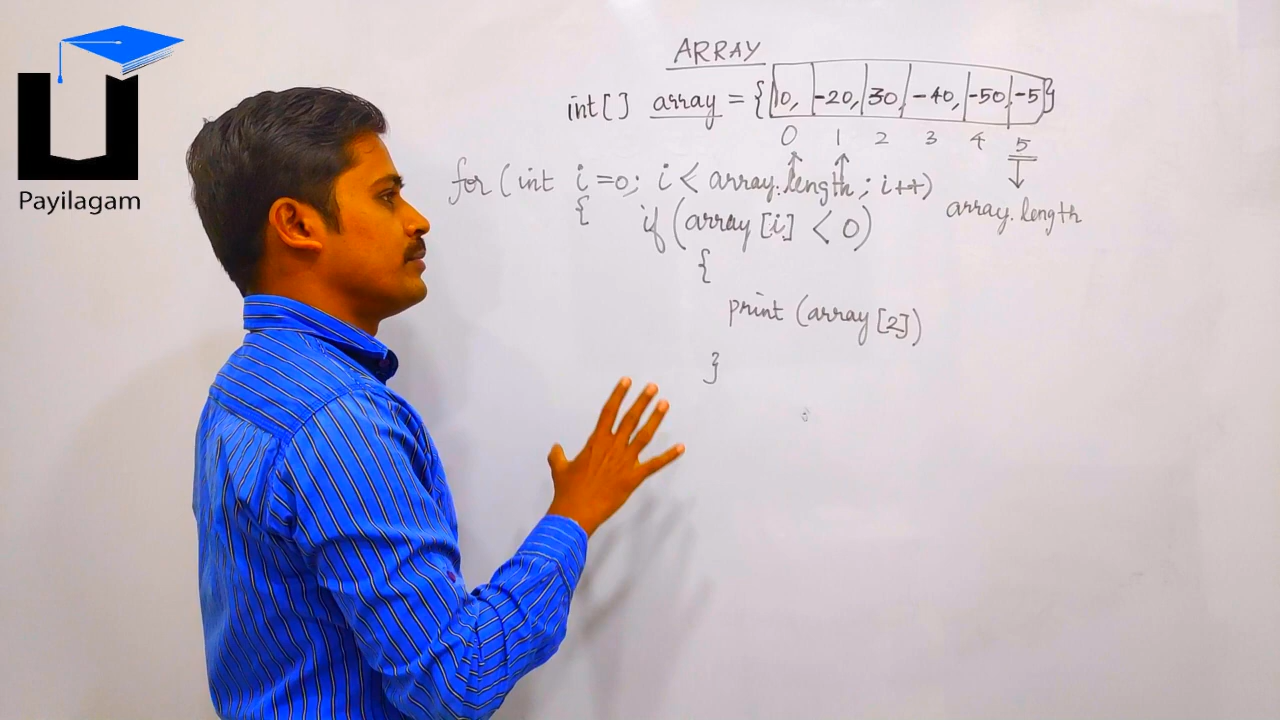 Payilagam
ARRAY
int[] array = {10, -20, 30, -40, -50, -5}
0 1 2 3 4 5
for (int i=0; i < array.length; i++)
array.length
{ if (array[i] < 0)
{
print (array[2])
}